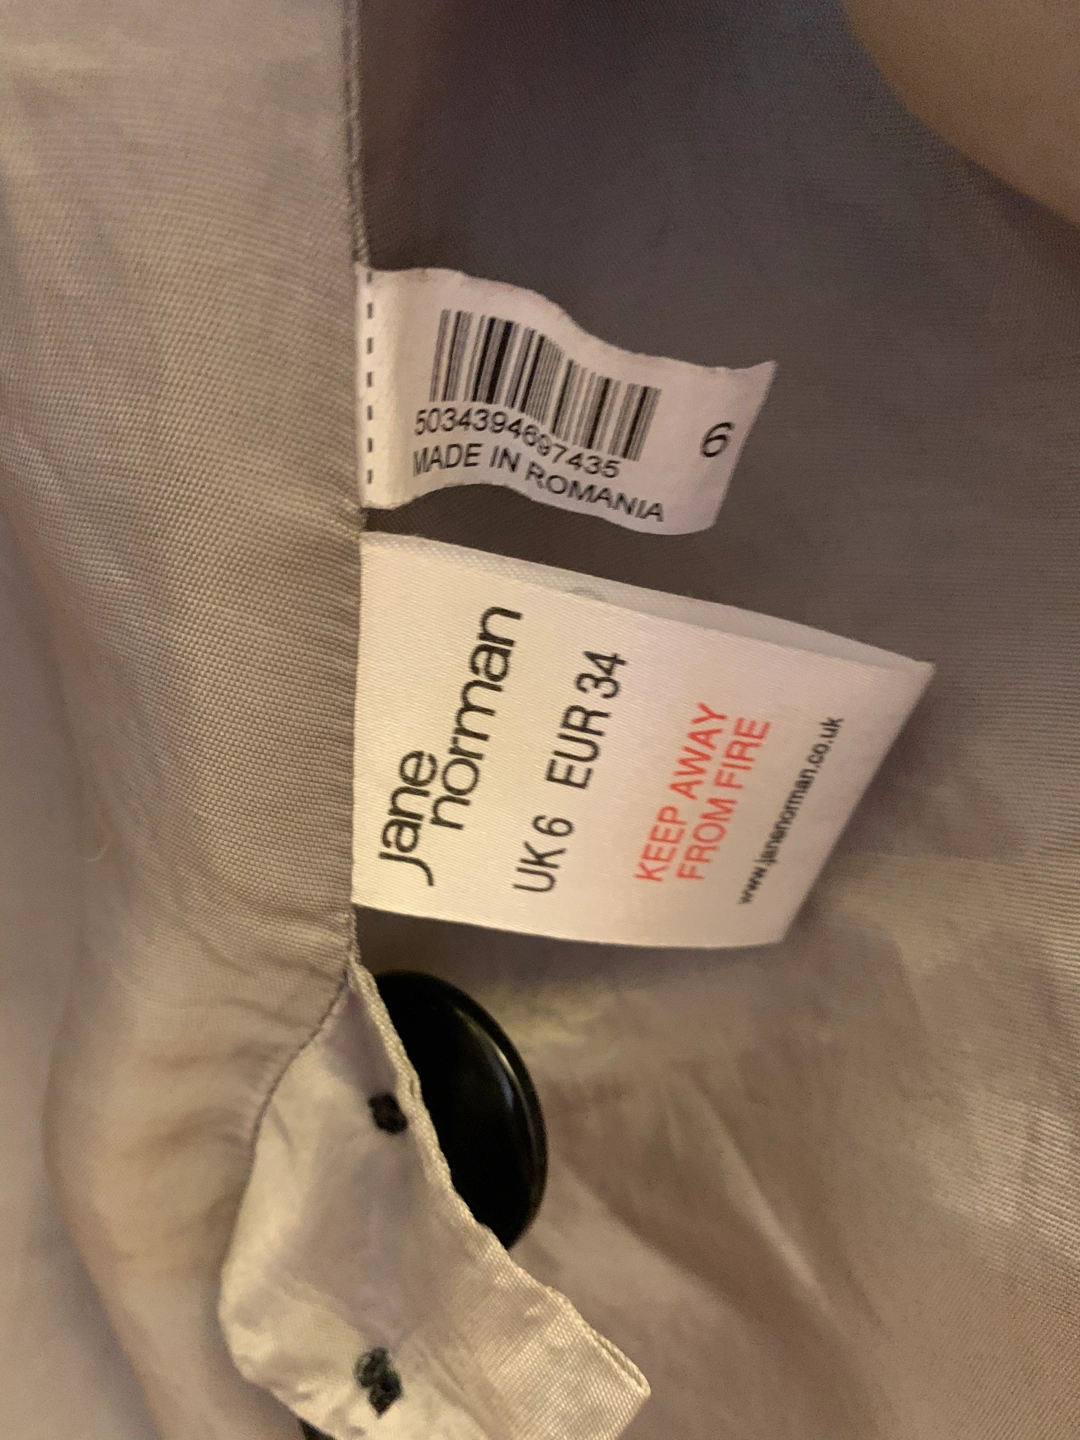 5034394697435
MADE IN ROMANIA
6
jane
norman
UK 6 EUR 34
KEEP AWAY
FROM FIRE
www.janenorman.co.uk